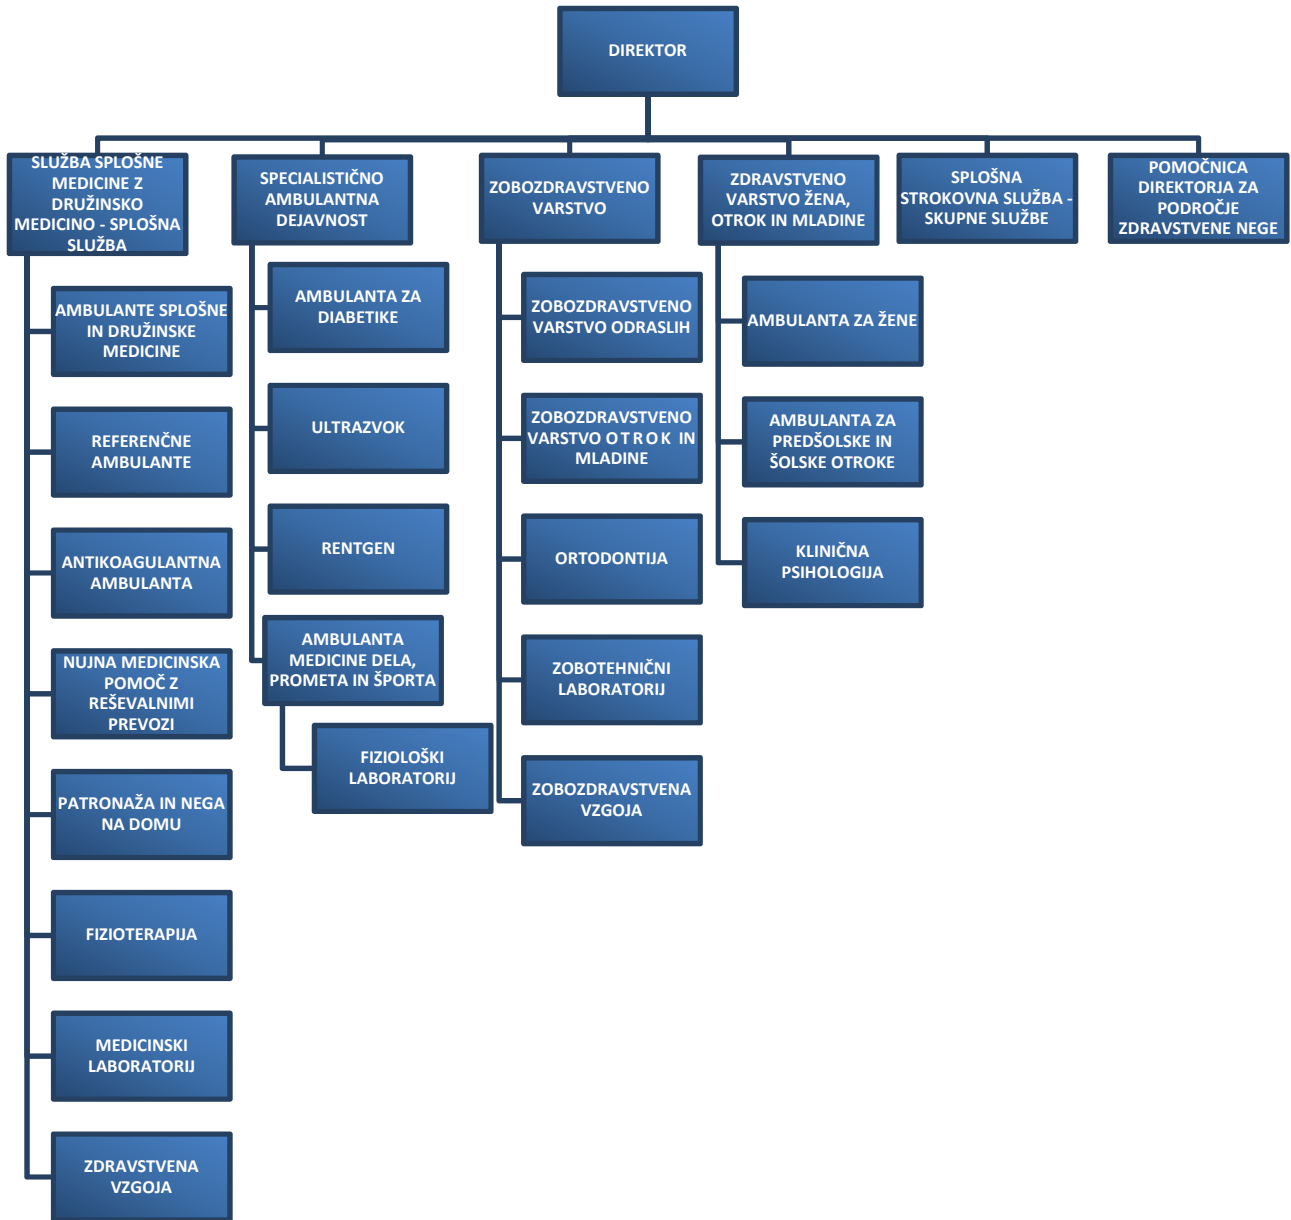 DIREKTOR
SLUŽBA SPLOŠNE
MEDICINE Z
DRUŽINSKO
MEDICINO - SPLOŠNA
SLUŽBA
SPECIALISTIČNO
AMBULANTNA
DEJAVNOST
ZOBOZDRAVSTVENO
VARSTVO
ZDRAVSTVENO
VARSTVO ŽENA,
OTROK IN MLADINE
SPLOŠNA
STROKOVNA SLUŽBA -
SKUPNE SLUŽBE
POMOČNICA
DIREKTORJA ZA
PODROČJE
ZDRAVSTVENE NEGE
AMBULANTE SPLOŠNE
IN DRUŽINSKE
MEDICINE
REFERENČNE
AMBULANTE
ANTIKOAGULANTNA
AMBULANTA
NUJNA MEDICINSKA
POMOČ Z
REŠEVALNIMI
PREVOZI
PATRONAŽA IN NEGA
NA DOMU
FIZIOTERAPIJA
MEDICINSKI
LABORATORIJ
ZDRAVSTVENA
VZGOJA
AMBULANTA ZA
DIABETIKE
ULTRAZVOK
RENTGEN
AMBULANTA
MEDICINE DELA,
PROMETA IN ŠPORTA
FIZIOLOŠKI
LABORATORIJ
ZOBOZDRAVSTVENO
VARSTVO ODRASLIH
ZOBOZDRAVSTVENO
VARSTVO O T R O K IN
MLADINE
ORTODONTIJA
ZOBOTEHNIČNI
LABORATORIJ
ZOBOZDRAVSTVENA
VZGOJA
AMBULANTA ZA ŽENE
AMBULANTA ZA
PREDŠOLSKE IN
ŠOLSKE OTROKE
KLINIČNA
PSIHOLOGIJA